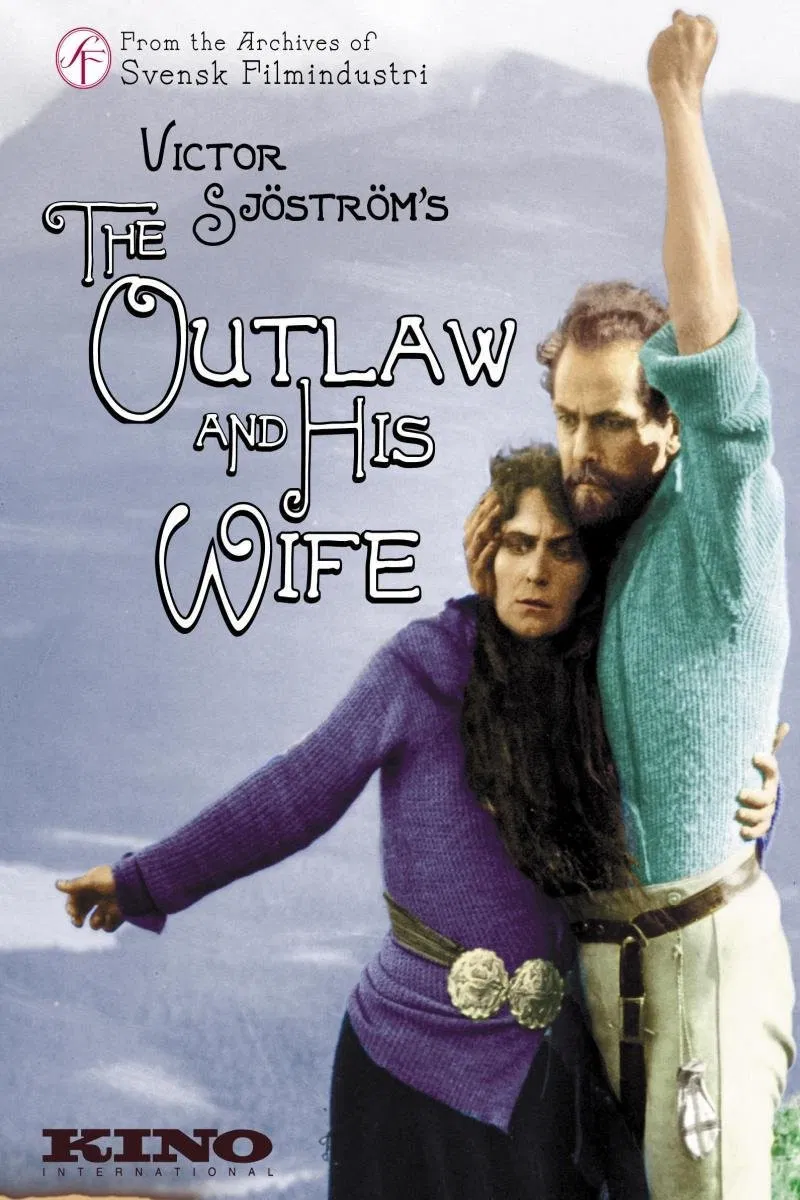 SF
From the Archives of
Svensk Filmindustri
VICTOR
SJÖSTRÖM'S
THE
OUTLAW
AND HIS
WIFE
KINO
INTERNATIONAL